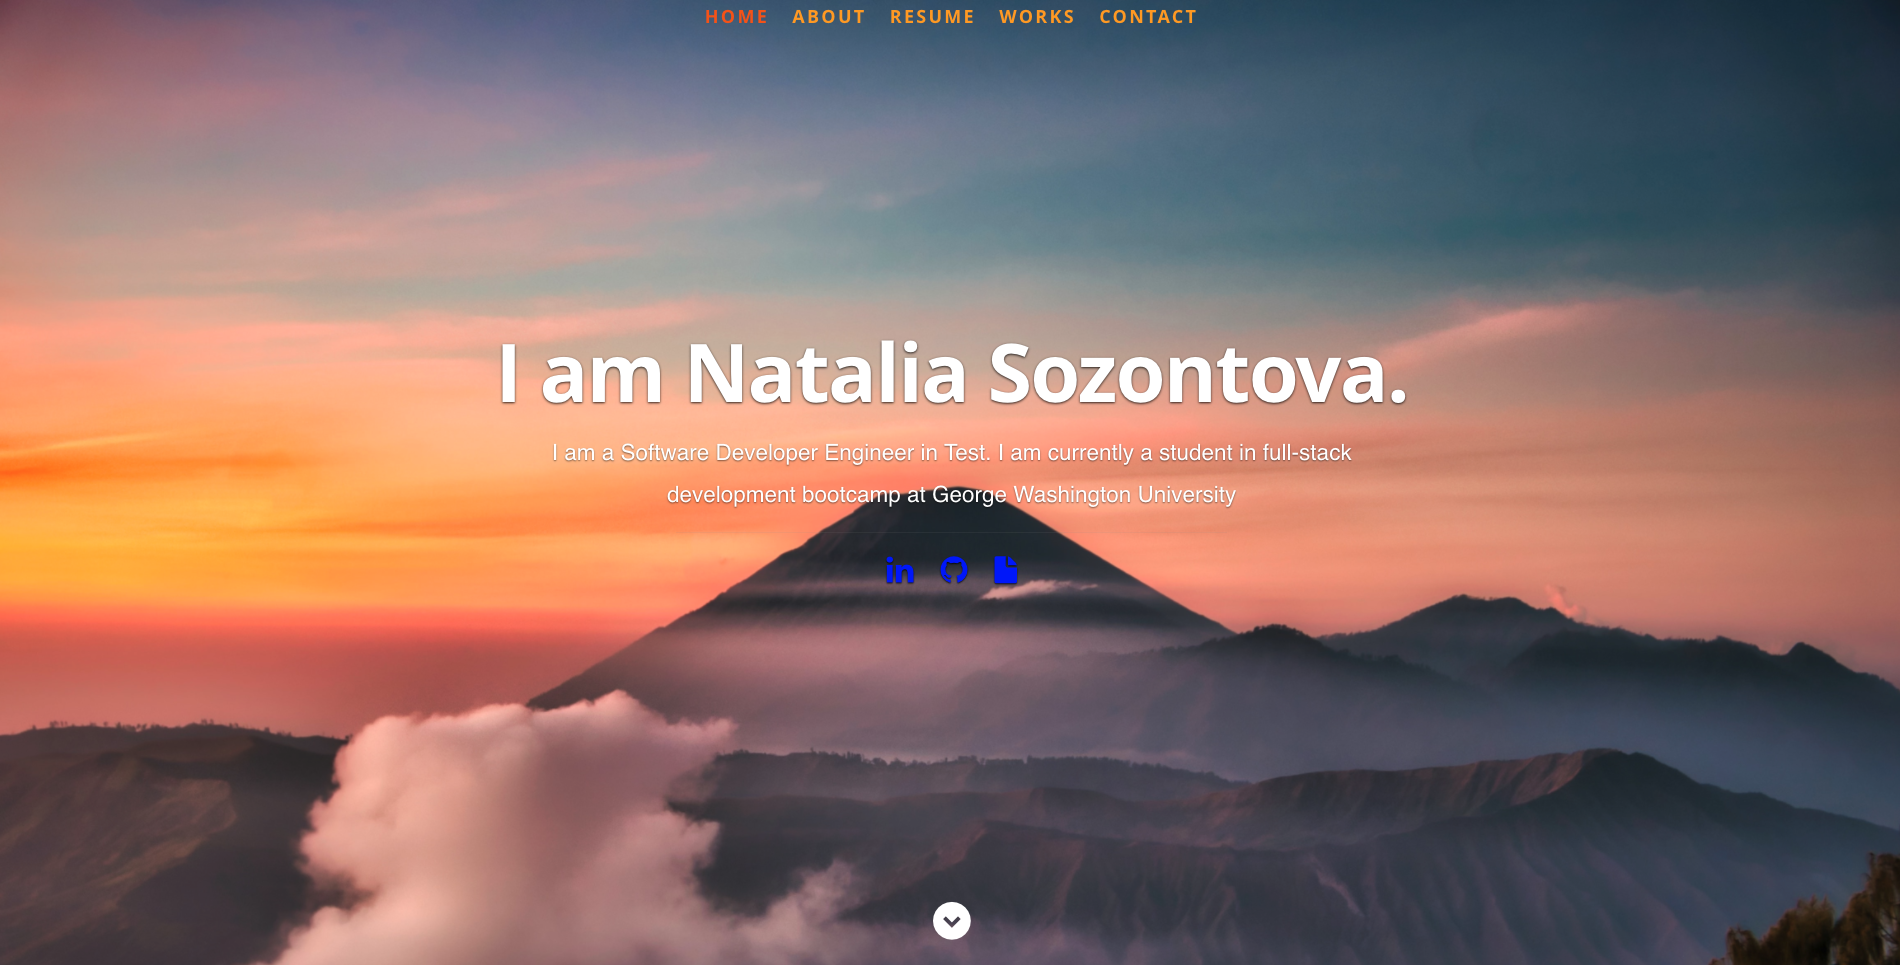 HOME ABOUT RESUME WORKS CONTACT
I am Natalia Sozontova.
I am a Software Developer Engineer in Test. I am currently a student in full-stack
development bootcamp at George Washington University
in